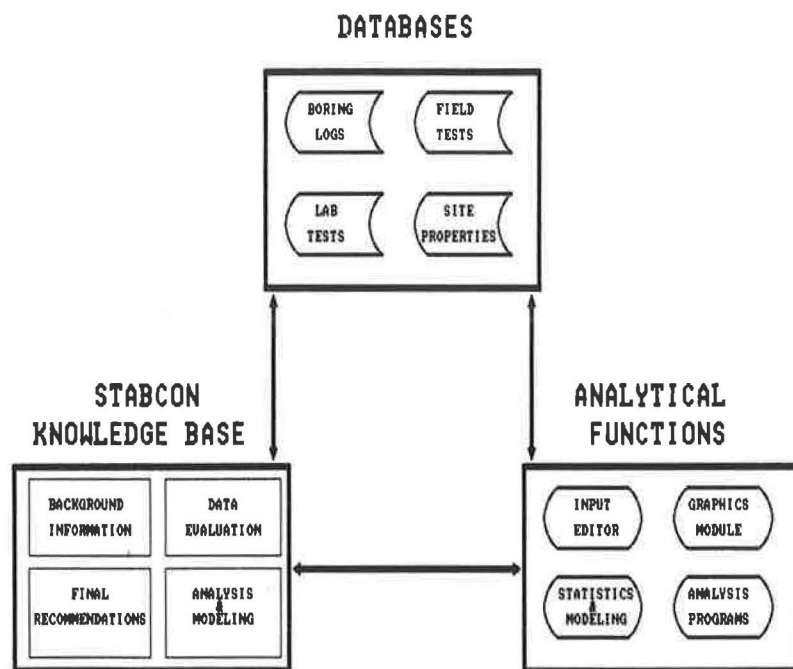 DATABASES
BORING
LOGS
FIELD
TESTS
LAB
TESTS
SITE
PROPERTIES
STABCON
KNOWLEDGE BASE
BACKGROUND
INFORMATION
DATA
EVALUATION
FINAL
RECOMMENDATIONS
ANALYSIS
&
MODELING
ANALYTICAL
FUNCTIONS
INPUT
EDITOR
GRAPHICS
MODULE
STATISTICS
&
MODELING
ANALYSIS
PROGRAMS